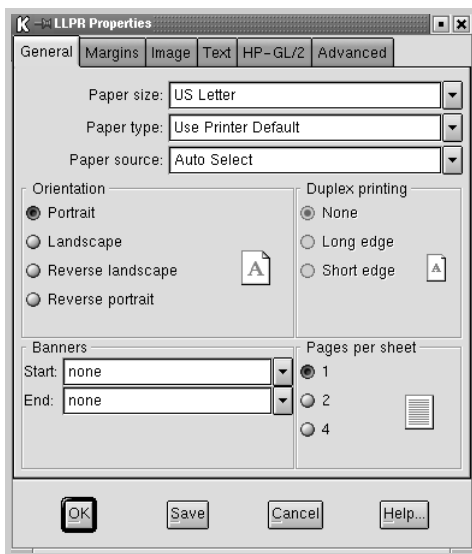 LLPR Properties
General Margins Image Text HP-GL/2 Advanced
Paper size: US Letter
Paper type: Use Printer Default
Paper source: Auto Select
Orientation
Portrait
Landscape
Reverse landscape
Reverse portrait
A
Duplex printing
None
Long edge
Short edge
A
Banners
Start: none
End: none
Pages per sheet
1
2
4
OK Save Cancel Help...